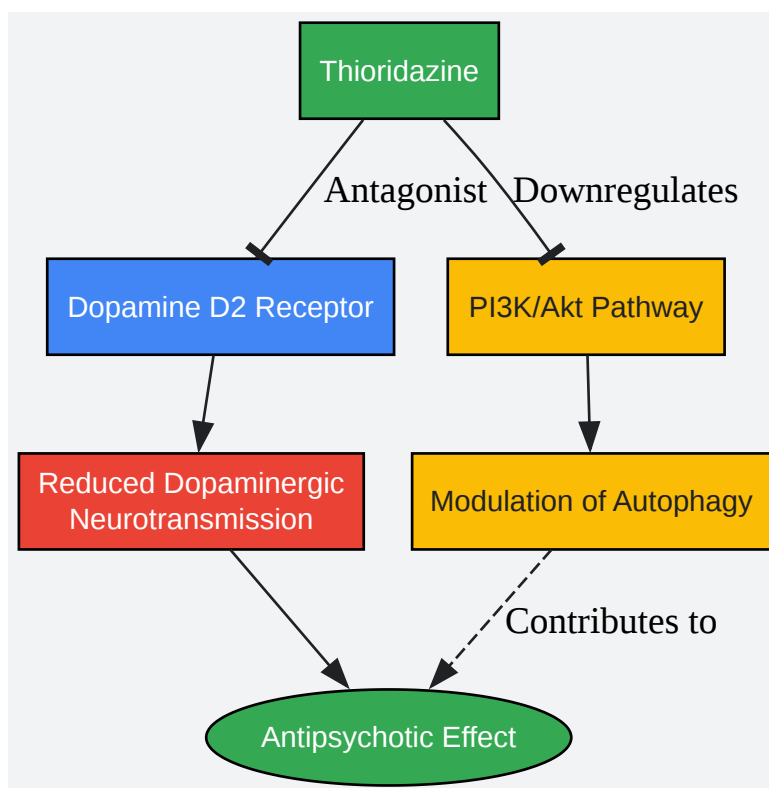 Thioridazine
Antagonist
Downregulates
Dopamine D2 Receptor
PI3K/Akt Pathway
Reduced Dopaminergic
Neurotransmission
Modulation of Autophagy
Contributes to
Antipsychotic Effect